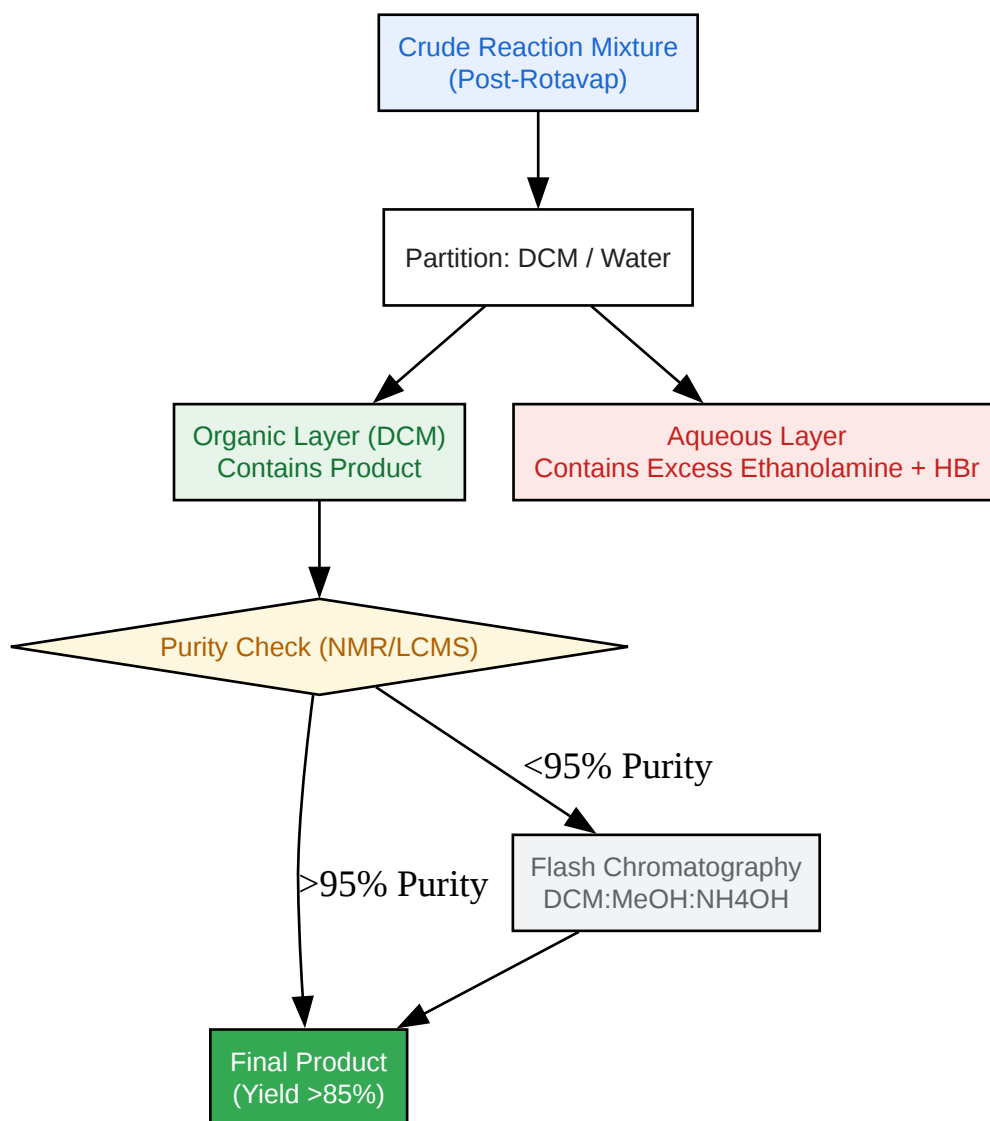 Crude Reaction Mixture
(Post-Rotavap)
Partition: DCM / Water
Organic Layer (DCM)
Contains Product
Aqueous Layer
Contains Excess Ethanolamine + HBr
Purity Check (NMR/LCMS)
<95% Purity
>95% Purity
Flash Chromatography
DCM:MeOH:NH4OH
Final Product
(Yield >85%)